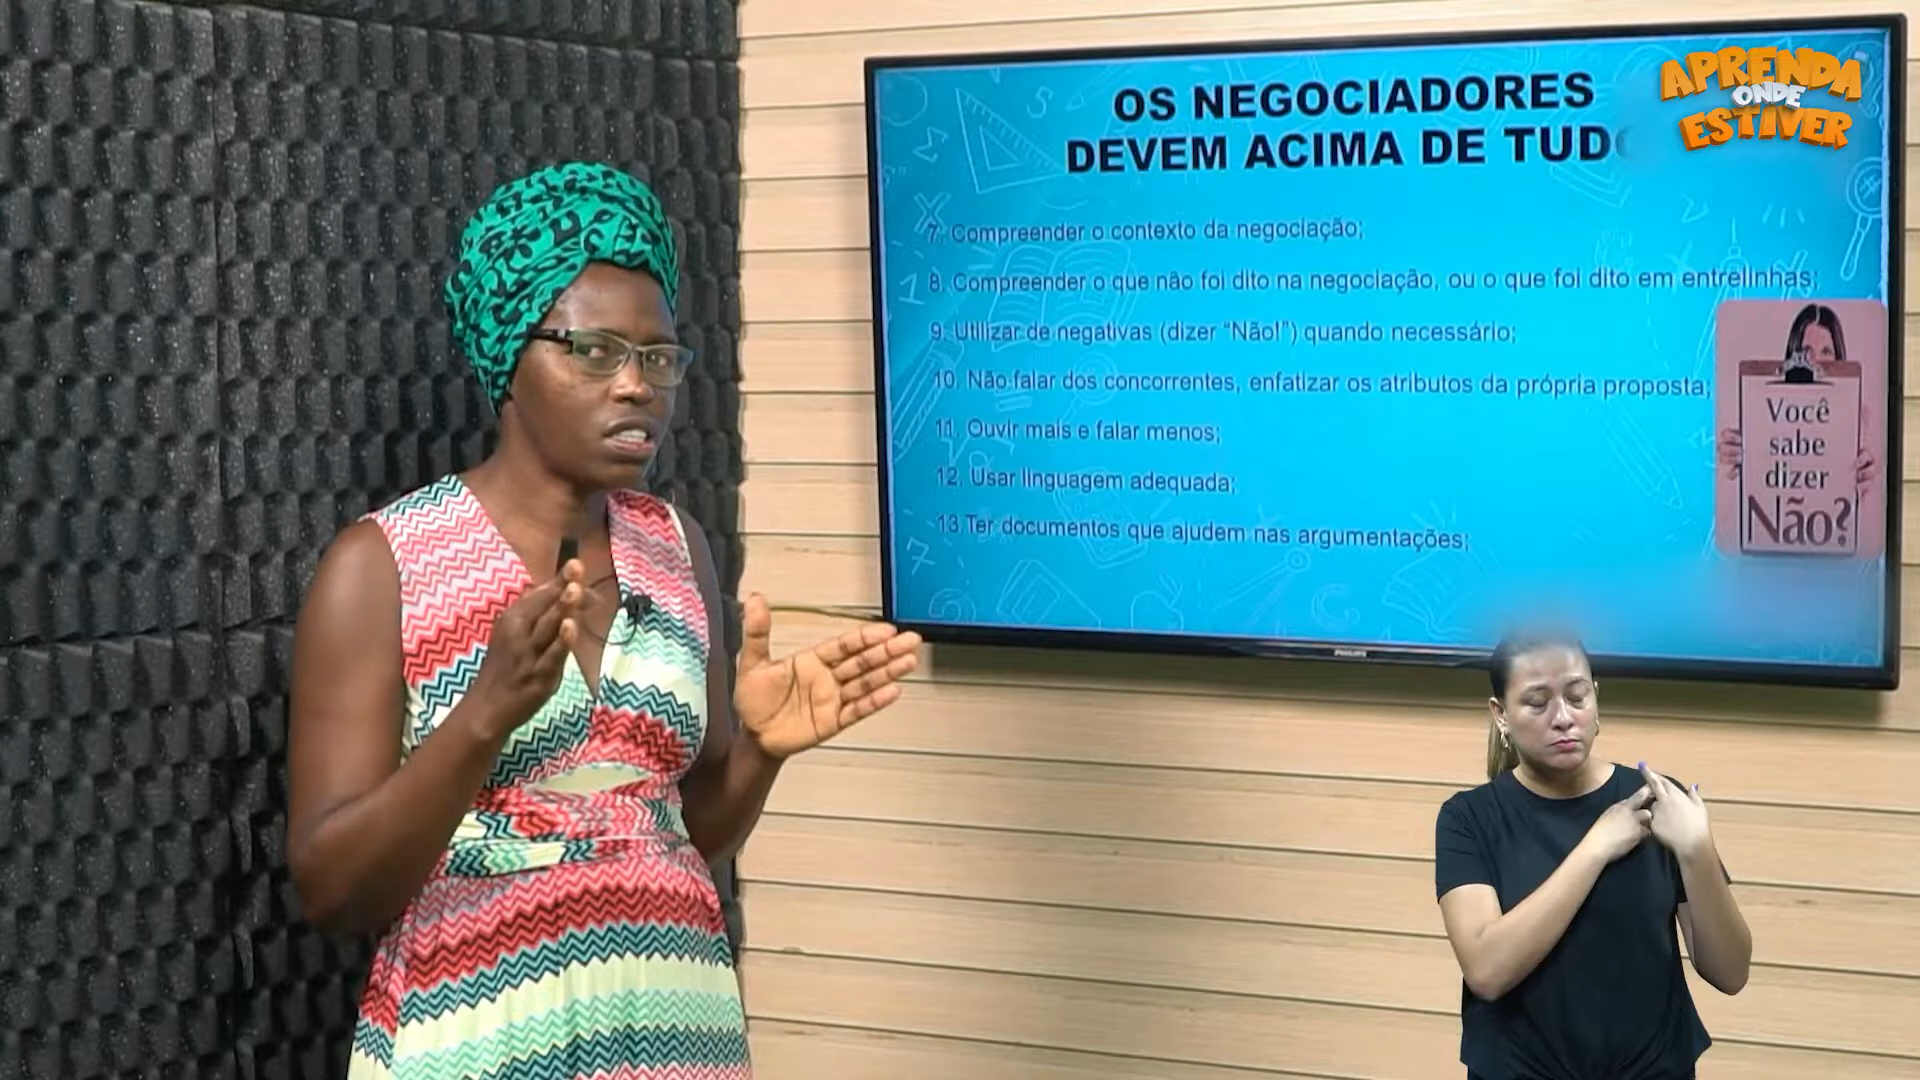 OS NEGOCIADORES
DEVEM ACIMA DE TUDO
APRENDA
ONDE
ESTIVER
7. Compreender o contexto da negociação;
8. Compreender o que não foi dito na negociação, ou o que foi dito em entrelinhas;
9. Utilizar de negativas (dizer “Não!”) quando necessário;
10. Não falar dos concorrentes, enfatizar os atributos da própria proposta;
11. Ouvir mais e falar menos;
12. Usar linguagem adequada;
13. Ter documentos que ajudem nas argumentações;
Você
sabe
dizer
Não?
PHILIPS